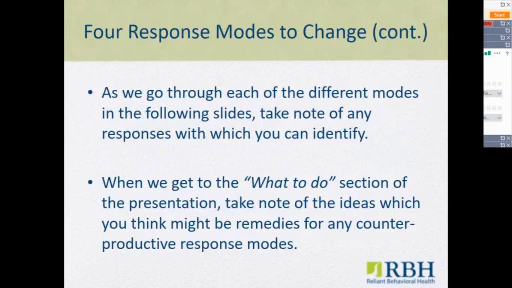 Four Response Modes to Change (cont.)
• As we go through each of the different modes
in the following slides, take note of any
responses with which you can identify.
• When we get to the “What to do” section of
the presentation, take note of the ideas which
you think might be remedies for any counter-
productive response modes.
RBH
Reliant Behavioral Health
Start